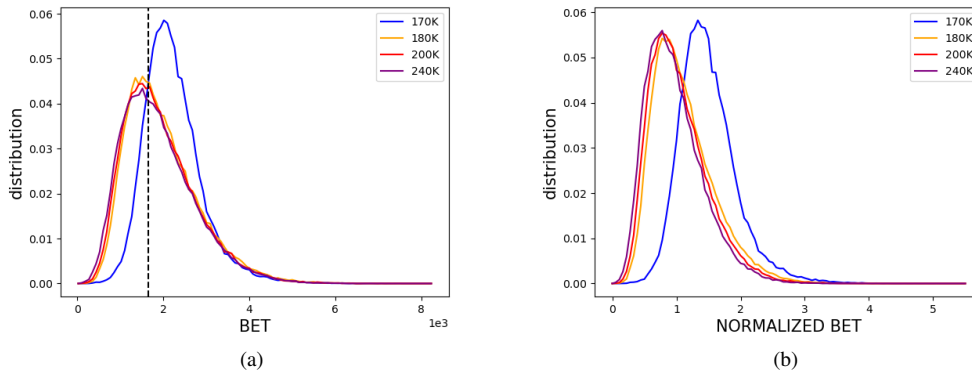 0.06
0.05
0.04
0.03
0.02
0.01
0.00
distribution
0
2
4
6
8
1e3
BET
170K
180K
200K
240K
(a)
0.06
0.05
0.04
0.03
0.02
0.01
0.00
distribution
0
1
2
3
4
5
NORMALIZED BET
170K
180K
200K
240K
(b)